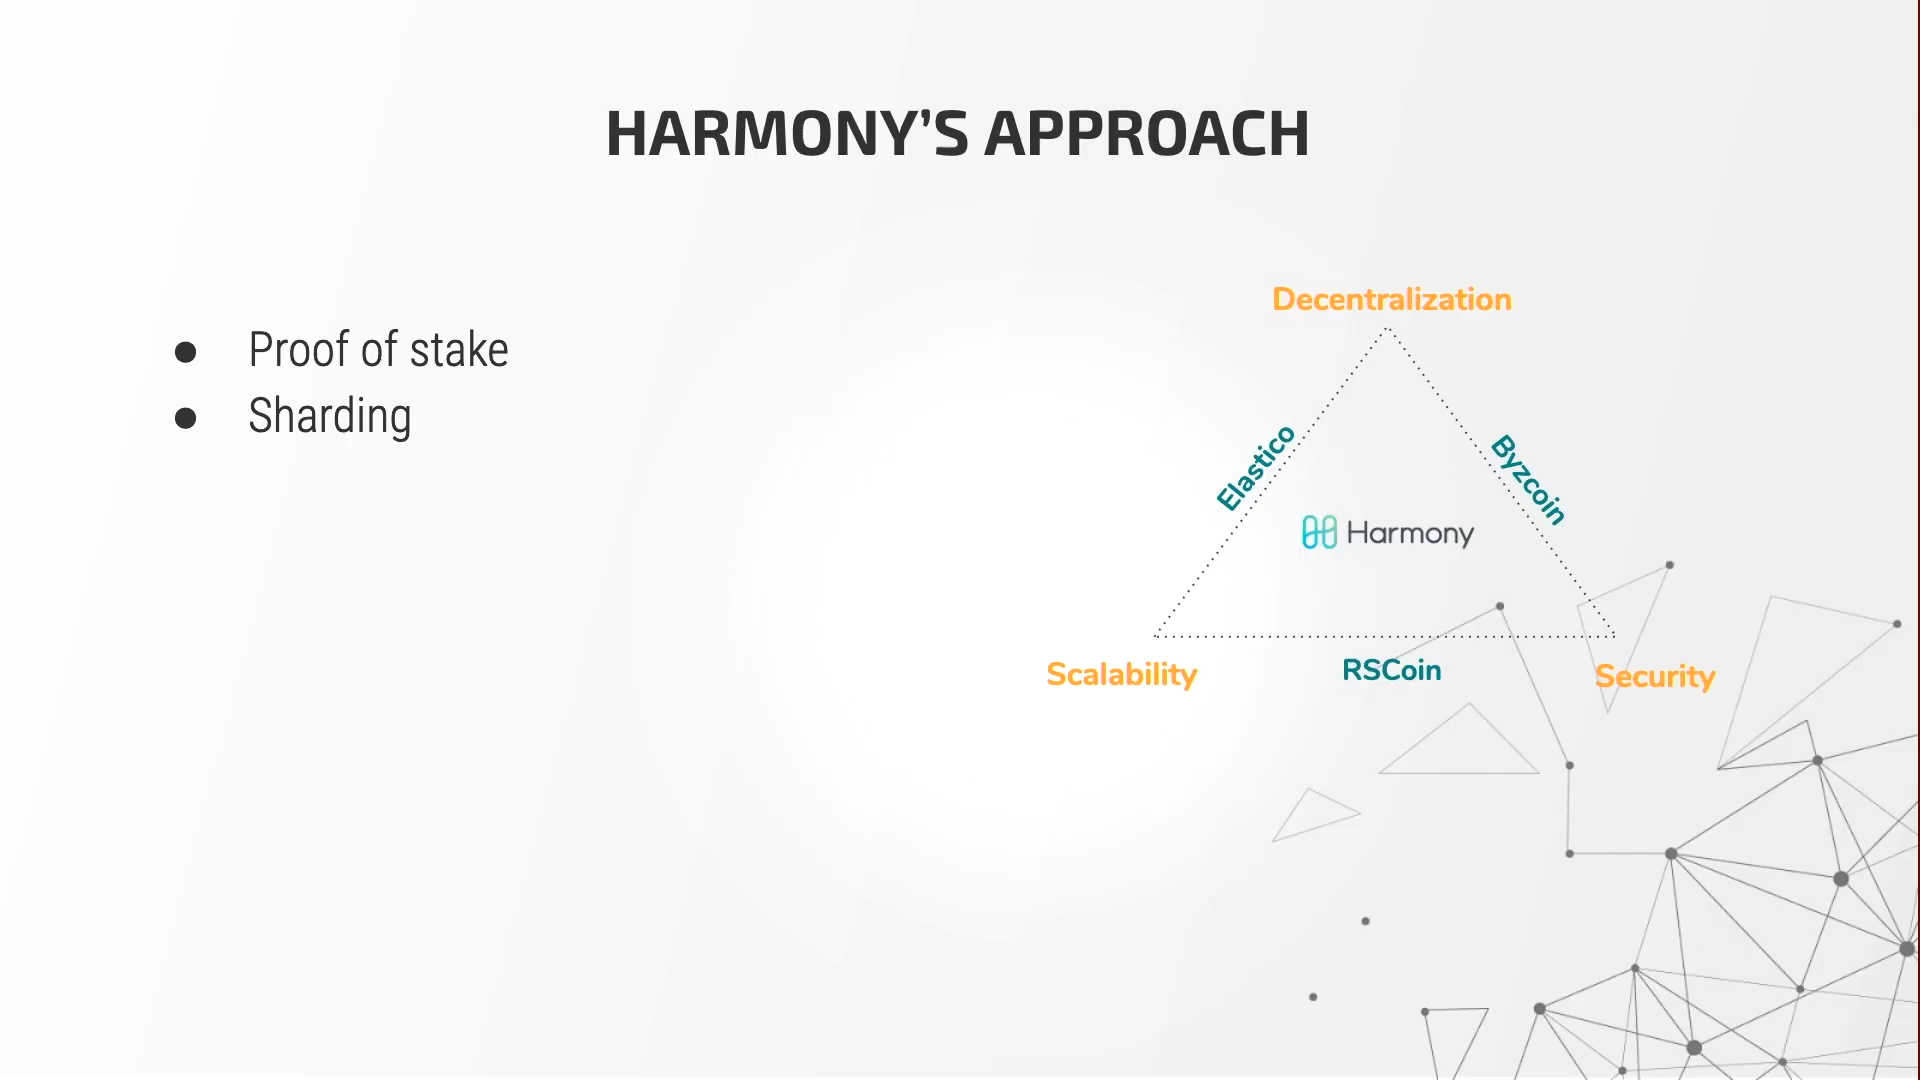 HARMONY’S APPROACH
● Proof of stake
● Sharding
Decentralization
Elastico
Byzcoin
Harmony
Scalability
RSCoin
Security